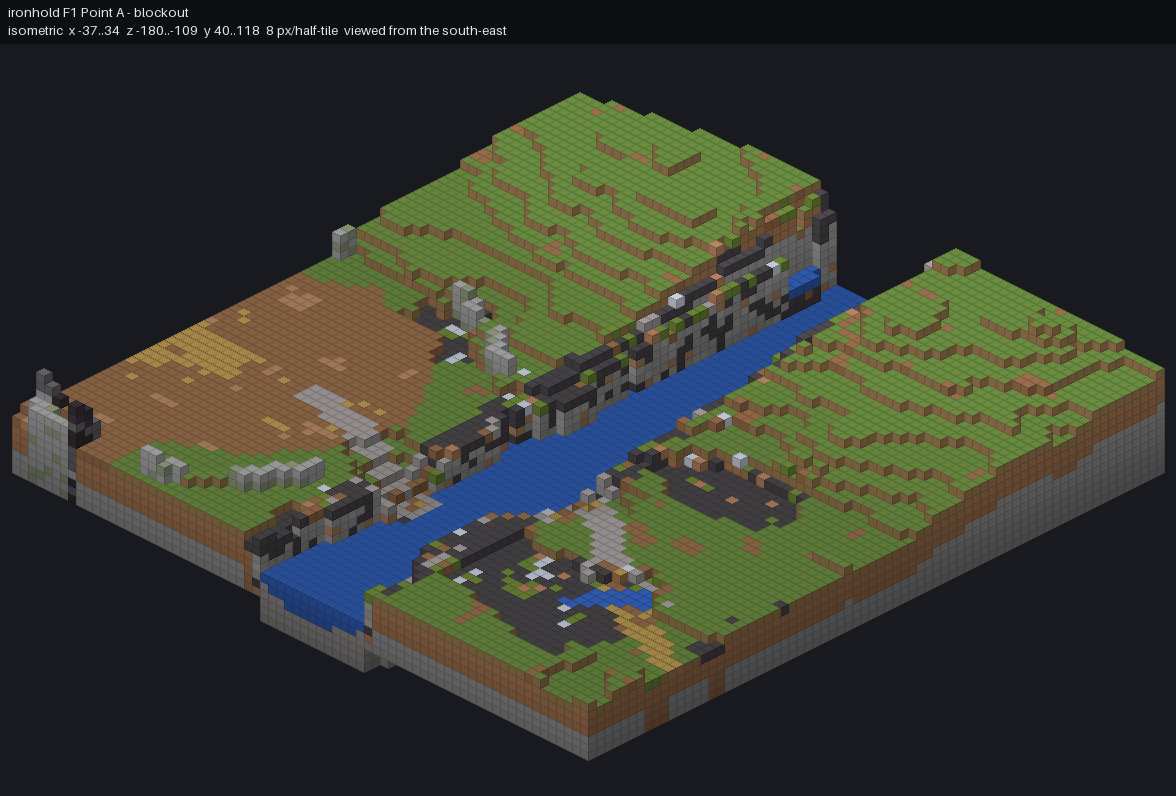 ironhold F1 Point A - blockout
isometric  x -37..34  z -180..-109  y 40..118  8 px/half-tile  viewed from the south-east